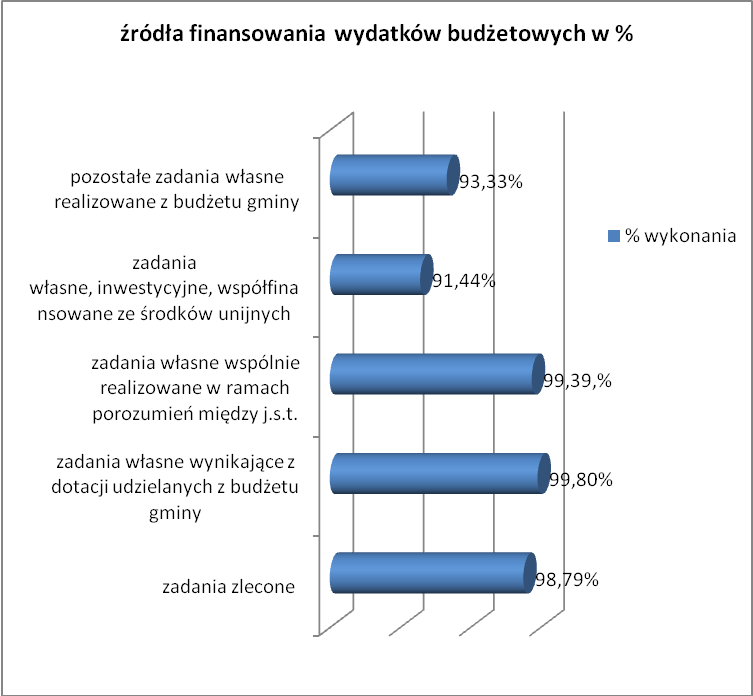 źródła finansowania wydatków budżetowych w %
pozostałe zadania własne
realizowane z budżetu gminy
93,33%
% wykonania
zadania
własne, inwestycyjne, współfina
nsowane ze środków unijnych
91,44%
zadania własne wspólnie
realizowane w ramach
porozumień między j.s.t.
99,39,%
zadania własne wynikające z
dotacji udzielanych z budżetu
gminy
99,80%
zadania zlecone
98,79%